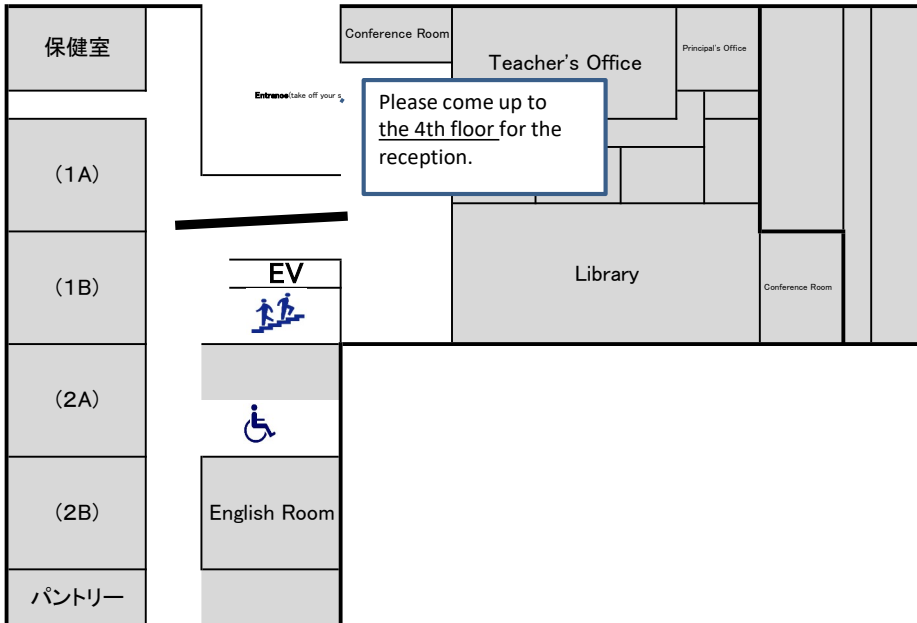 保健室
Conference Room
Teacher's Office
Principal's Office
Entrance(take off your s
Please come up to
the 4th floor for the
reception.
(1A)
(1B)
EV
Library
Conference Room
(2A)
(2B)
English Room
パントリー